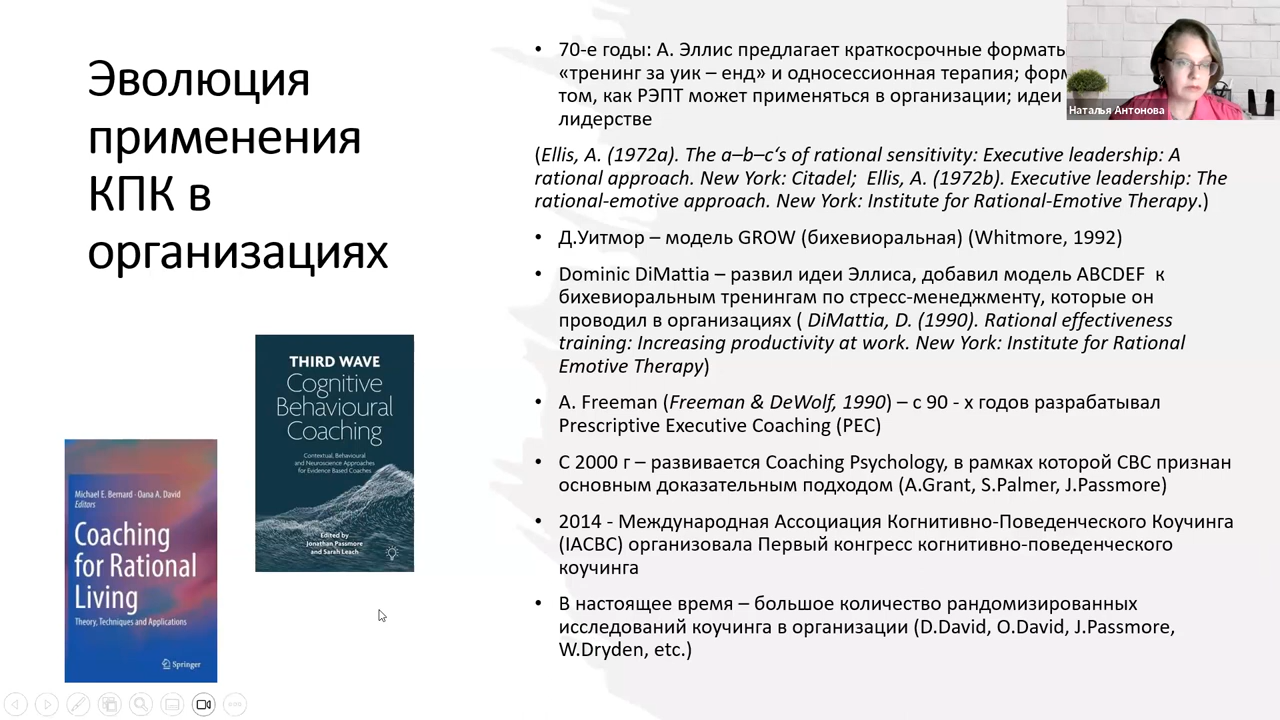 Эволюция
применения
КПК в
организациях
• 70-е годы: А. Эллис предлагает краткосрочные форматы
«тренинг за уик – енд» и односессионная терапия;
том, как РЭПТ может применяться в организации; идеи
лидерстве
(Ellis, A. (1972a). The a–b–c‘s of rational sensitivity: Executive leadership: A
rational approach. New York: Citadel; Ellis, A. (1972b). Executive leadership: The
rational-emotive approach. New York: Institute for Rational-Emotive Therapy.)
• Д.Уитмор – модель GROW (бихевиоральная) (Whitmore, 1992)
• Dominic DiMattia – развил идеи Эллиса, добавил модель ABCDEF к
бихевиоральным тренингам по стресс-менеджменту, которые он
проводил в организациях ( DiMattia, D. (1990). Rational effectiveness
training: Increasing productivity at work. New York: Institute for Rational
Emotive Therapy)
• A. Freeman (Freeman & DeWolf, 1990) – с 90 - х годов разрабатывал
Prescriptive Executive Coaching (PEC)
• С 2000 г – развивается Coaching Psychology, в рамках которой СВС признан
основным доказательным подходом (A.Grant, S.Palmer, J.Passmore)
• 2014 - Международная Ассоциация Когнитивно-Поведенческого Коучинга
(IACBC) организовала Первый конгресс когнитивно-поведенческого
коучинга
• В настоящее время – большое количество рандомизированных
исследований коучинга в организации (D.David, O.David, J.Passmore,
W.Dryden, etc.)
Наталья Антонова
THIRD WAVE
Cognitive
Behavioural
Coaching
Contextual, Behavioural
and Neuroscience Approaches
for Evidence Based Coaches
Edited by
Jonathan Passmore
and Sarah Leach
Michael E. Bernard · Oana A. David
Editors
Coaching
for Rational
Living
Theory, Techniques and Applications
Springer